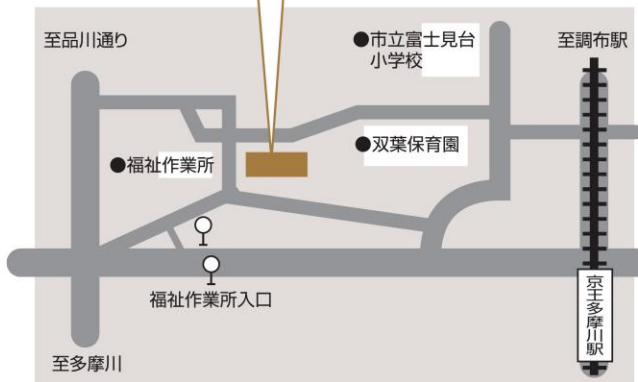 至品川通り
●市立富士見台
小学校
至調布駅
●双葉保育園
●福祉作業所
福祉作業所入口
京王多摩川駅
至多摩川